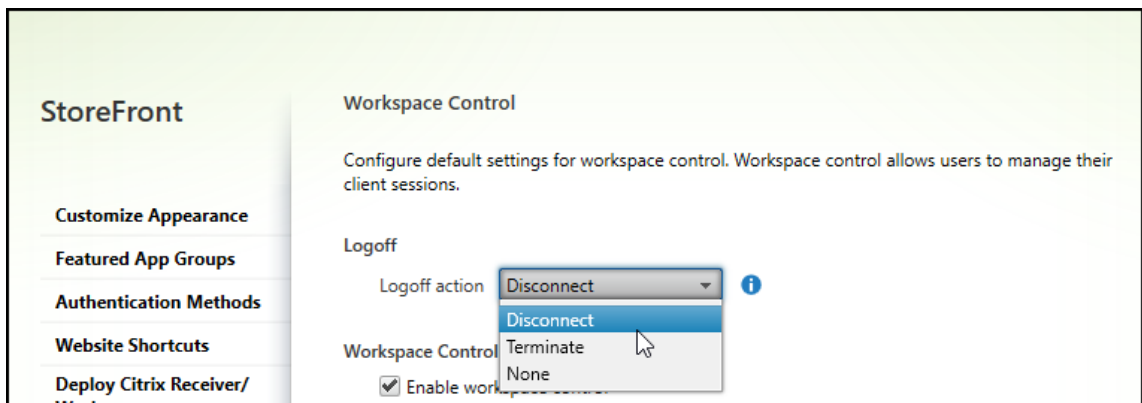 StoreFront
Customize Appearance
Featured App Groups
Authentication Methods
Website Shortcuts
Deploy Citrix Receiver/
Workspace Control
Configure default settings for workspace control. Workspace control allows users to manage their
client sessions.
Logoff
Logoff action Disconnect
Disconnect
Terminate
None
Workspace Control
Enable workspace control